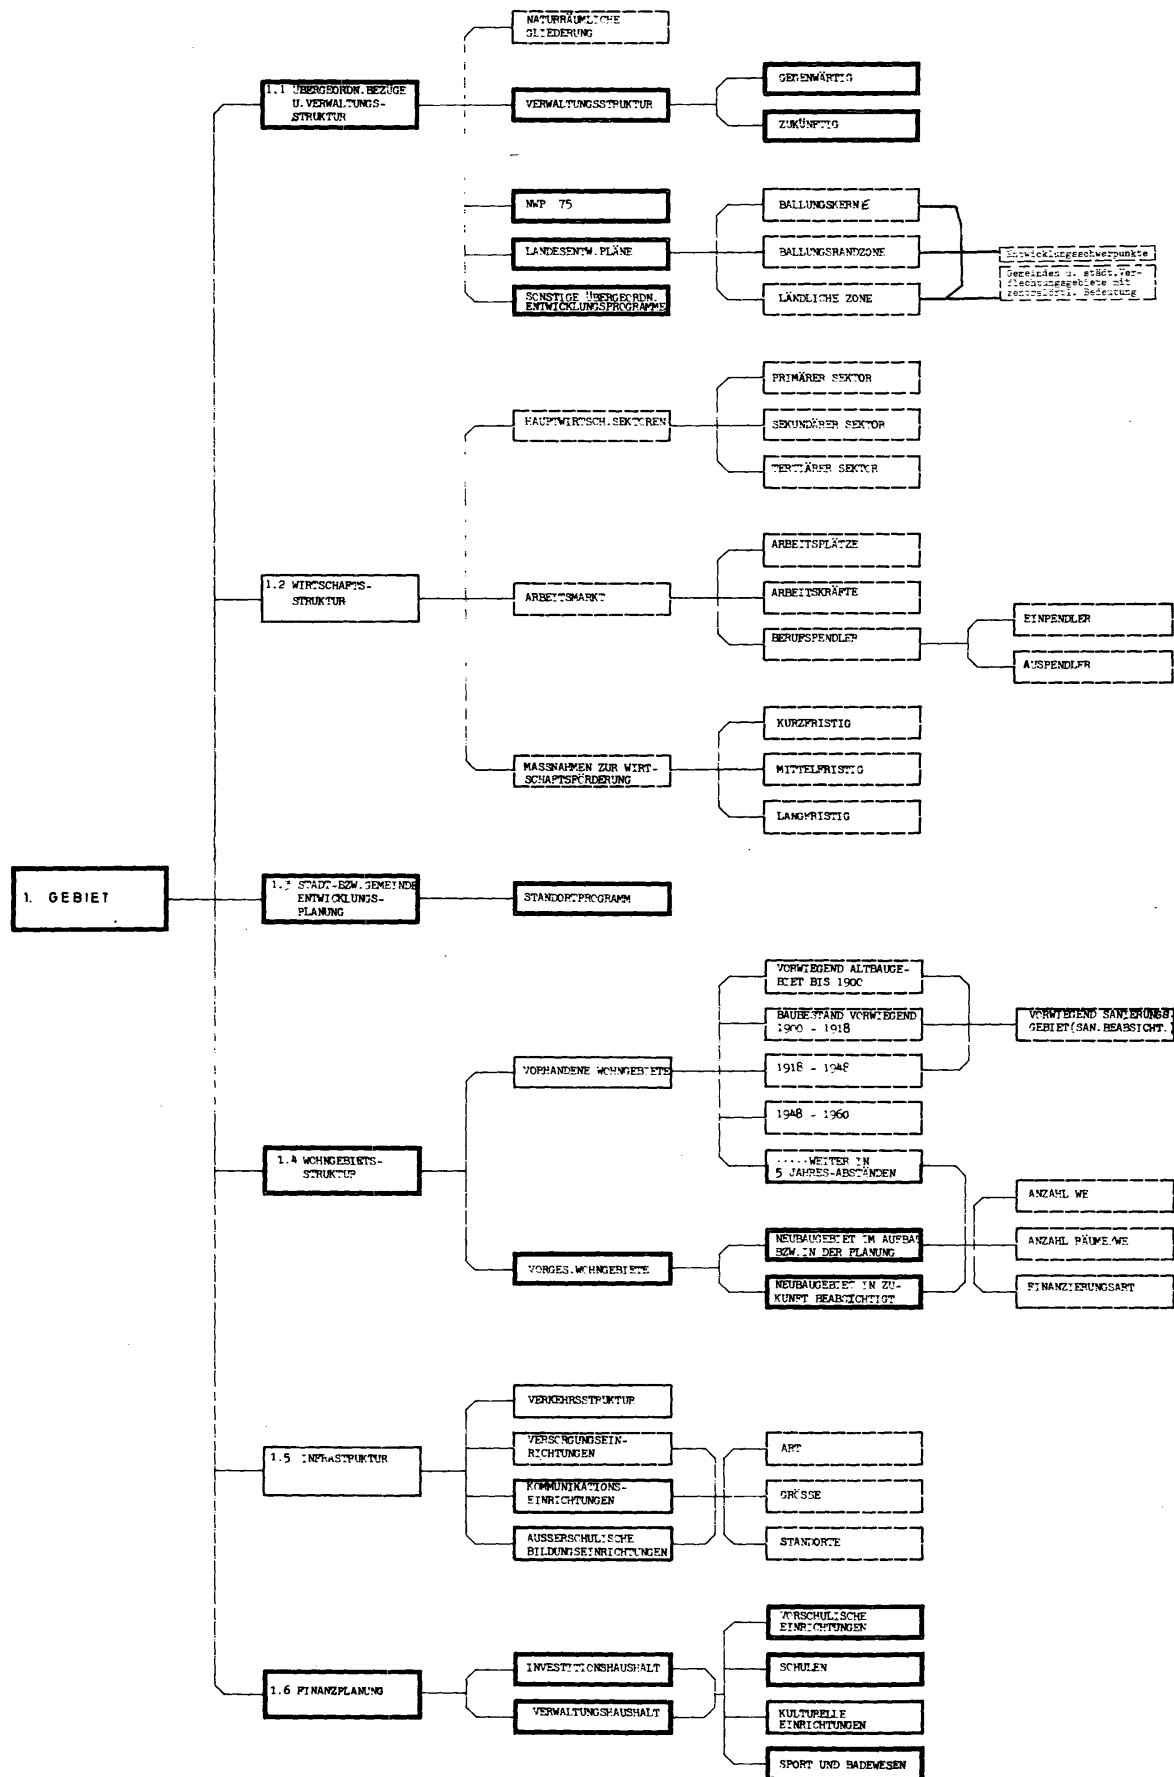 NATURRÄUMLICHE
GLIEDERUNG
1.1 ÜBERGEORDN.BEZÜGE
U.VERWALTUNGS-
STRUKTUR
VERWALTUNGSSTRUKTUR
GEGENWÄRTIG
ZUKÜNFTIG
NWP 75
LANDESENTW.PLÄNE
SONSTIGE ÜBERGEORDN.
ENTWICKLUNGSPROGRAMME
BALLUNGSKERNE
BALLUNGSRANDZONE
LÄNDLICHE ZONE
Entwicklungsschwerpunkte
Gemeinden u. städt.Ver-
flechtungsgebiete mit
zentralörtl. Bedeutung
HAUPTWIRTSCH.SEKTOREN
PRIMÄRER SEKTOR
SEKUNDÄRER SEKTOR
TERTIÄRER SEKTOR
1.2 WIRTSCHAFTS-
STRUKTUR
ARBEITSMARKT
ARBEITSPLÄTZE
ARBEITSKRÄFTE
BERUFSPENDLER
EINPENDLER
AUSPENDLER
MASSNAHMEN ZUR WIRT-
SCHAFTSFÖRDERUNG
KURZFRISTIG
MITTELFRISTIG
LANGFRISTIG
1. GEBIET
1.3 STADT-BZW.GEMEINDE
ENTWICKLUNGS-
PLANUNG
STANDORTPROGRAMM
1.4 WOHNGEBIETS-
STRUKTUR
VORHANDENE WOHNGEBIETE
VORWIEGEND ALTBAUGE-
BIET BIS 1900
BAUBESTAND VORWIEGEND
1900 - 1918
1918 - 1948
1948 - 1960
.....WEITER IN
5 JAHRES-ABSTÄNDEN
VORWIEGEND SANIERUNGS-
GEBIET(SAN.BEABSICHT.)
VORGES.WOHNGEBIETE
NEUBAUGEBIET IM AUFBAU
BZW.IN DER PLANUNG
NEUBAUGEBIET IN ZU-
KUNFT BEABSICHTIGT
ANZAHL WE
ANZAHL RÄUME/WE
FINANZIERUNGSART
1.5 INFRASTRUKTUR
VERKEHRSSTRUKTUR
VERSORGUNGSEIN-
RICHTUNGEN
KOMMUNIKATIONS-
EINRICHTUNGEN
AUSSERSCHULISCHE
BILDUNGSEINRICHTUNGEN
ART
GRÖSSE
STANDORTE
1.6 FINANZPLANUNG
INVESTITIONSHAUSHALT
VERWALTUNGSHAUSHALT
VORSCHULISCHE
EINRICHTUNGEN
SCHULEN
KULTURELLE
EINRICHTUNGEN
SPORT UND BADEWESEN